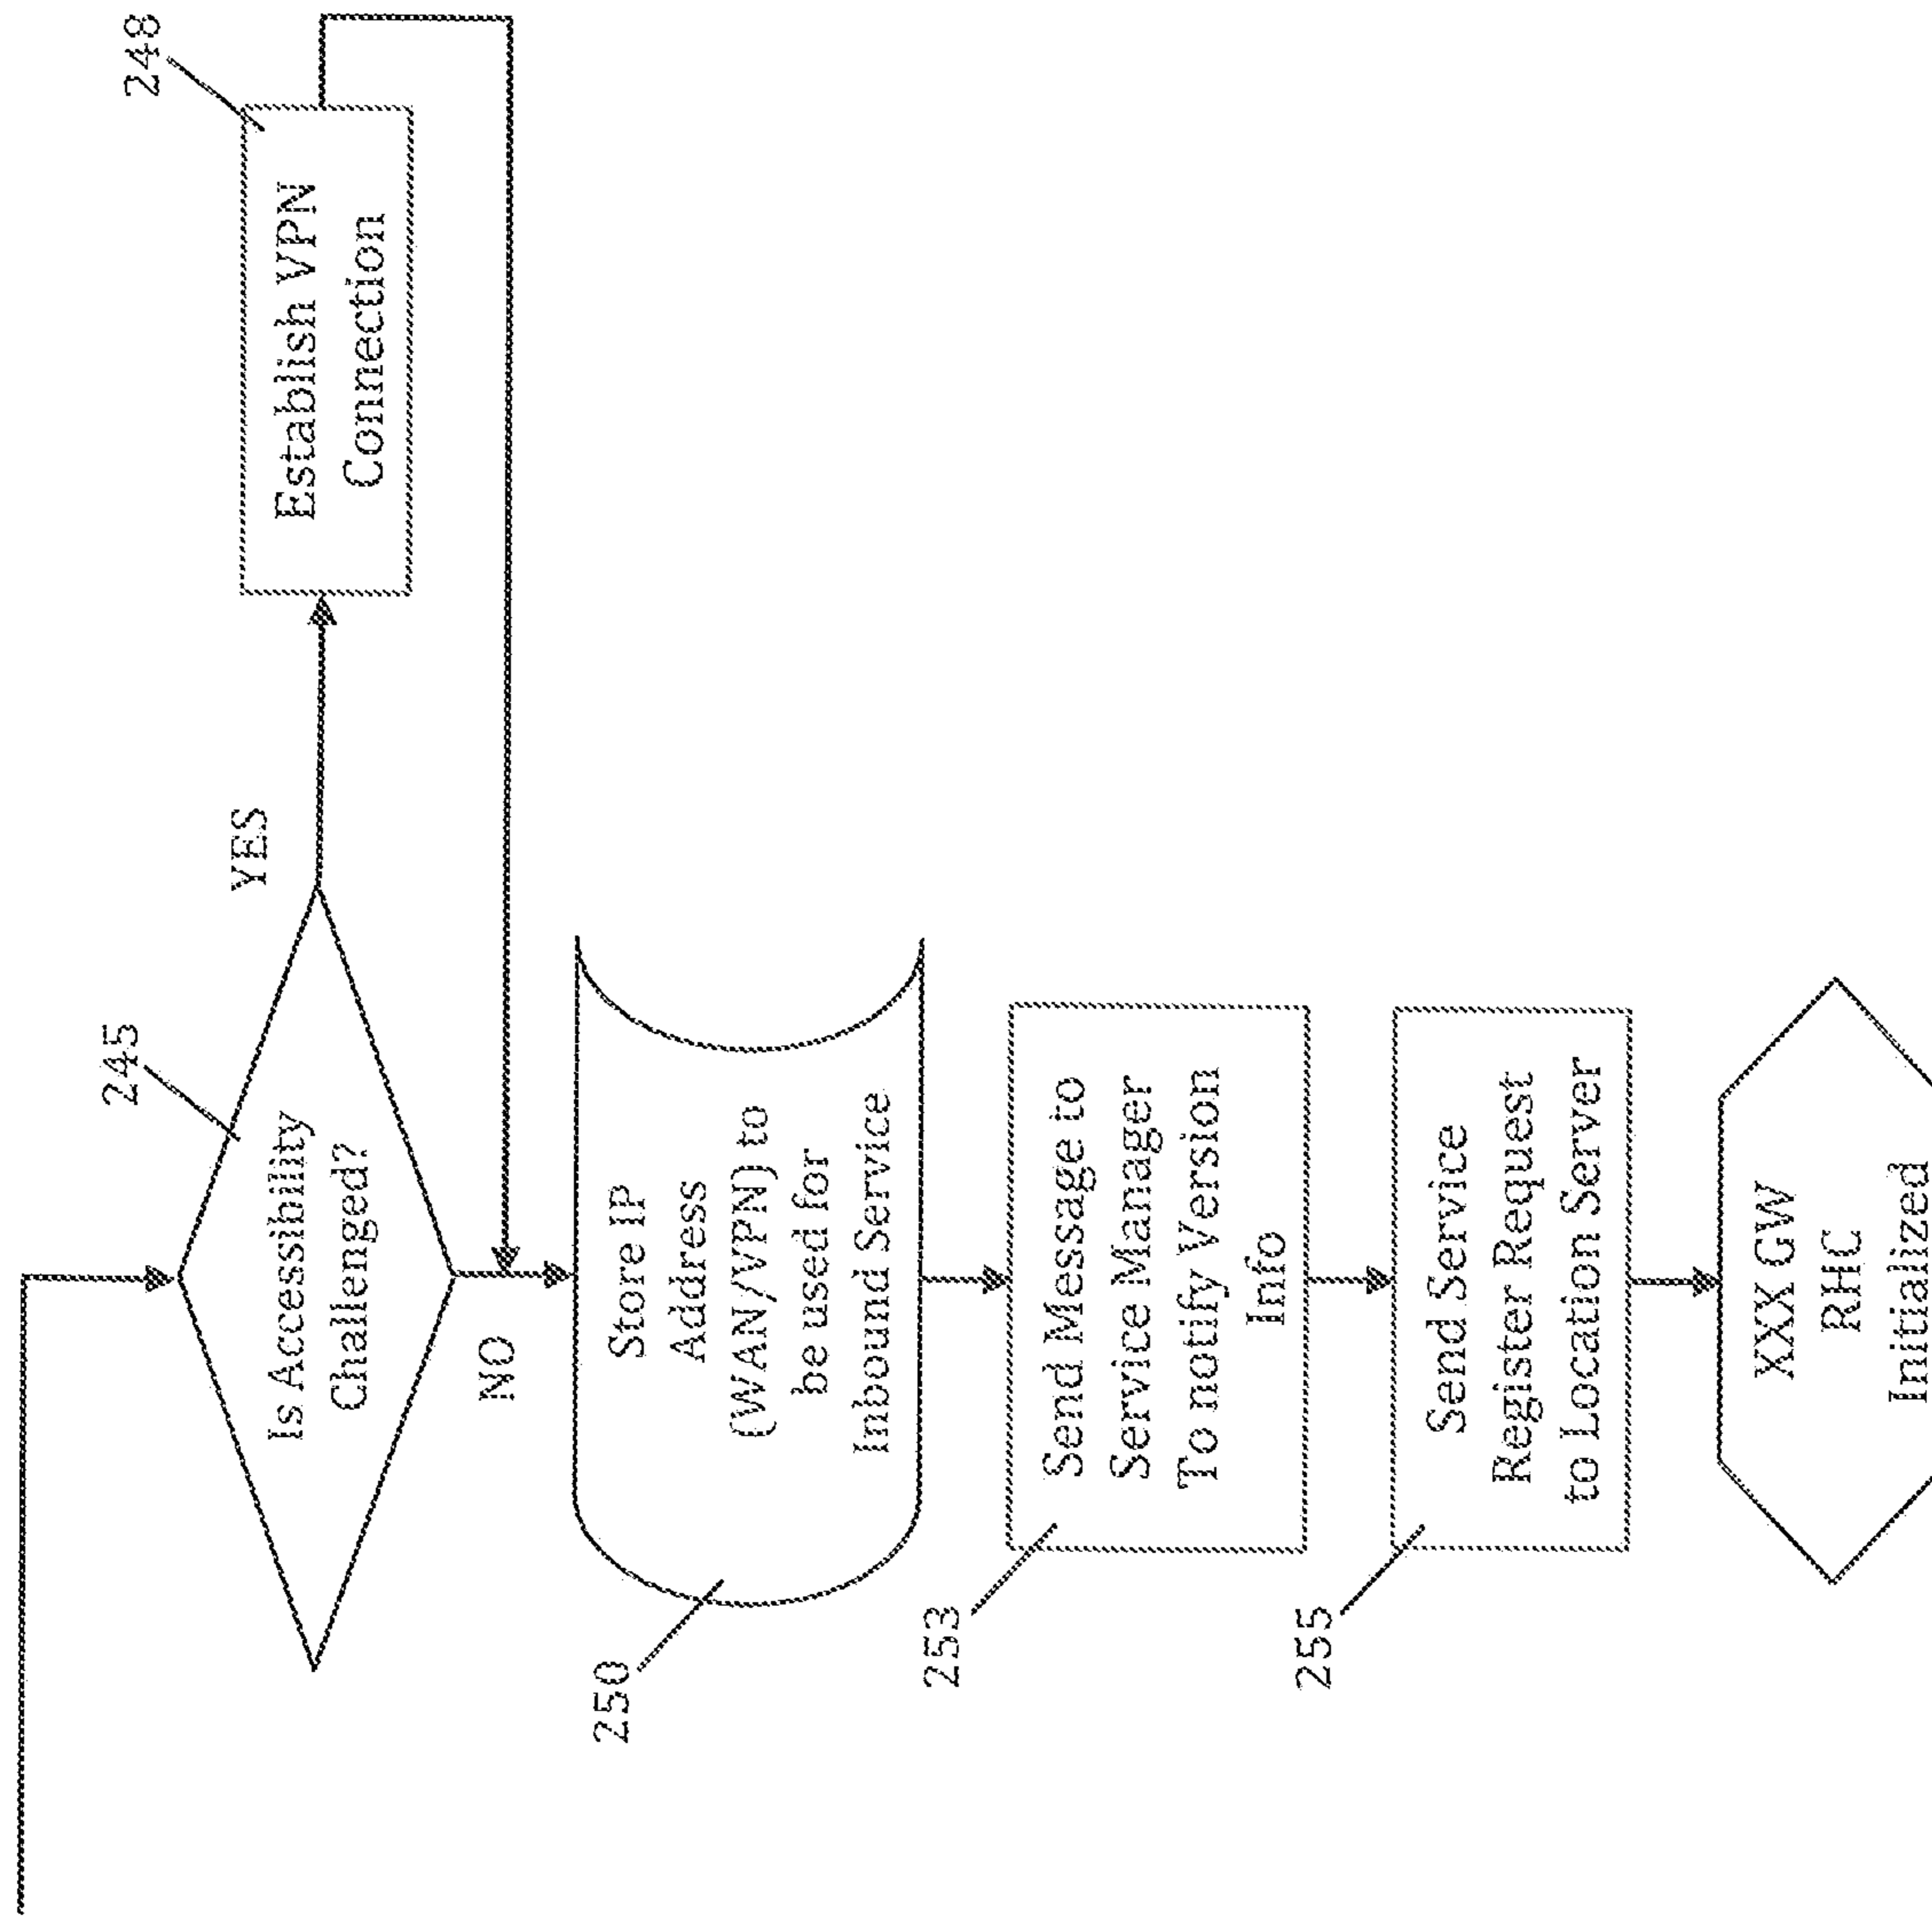 245
Is Accessibility
Challenged?
YES
248
Establish VPN
Connection
NO
250
Store IP
Address
(WAN/VPN) to
be used for
Inbound Service
253
Send Message to
Service Manager
To notify Version
Info
255
Send Service
Register Request
to Location Server
XXX GW
RHC
Initialized